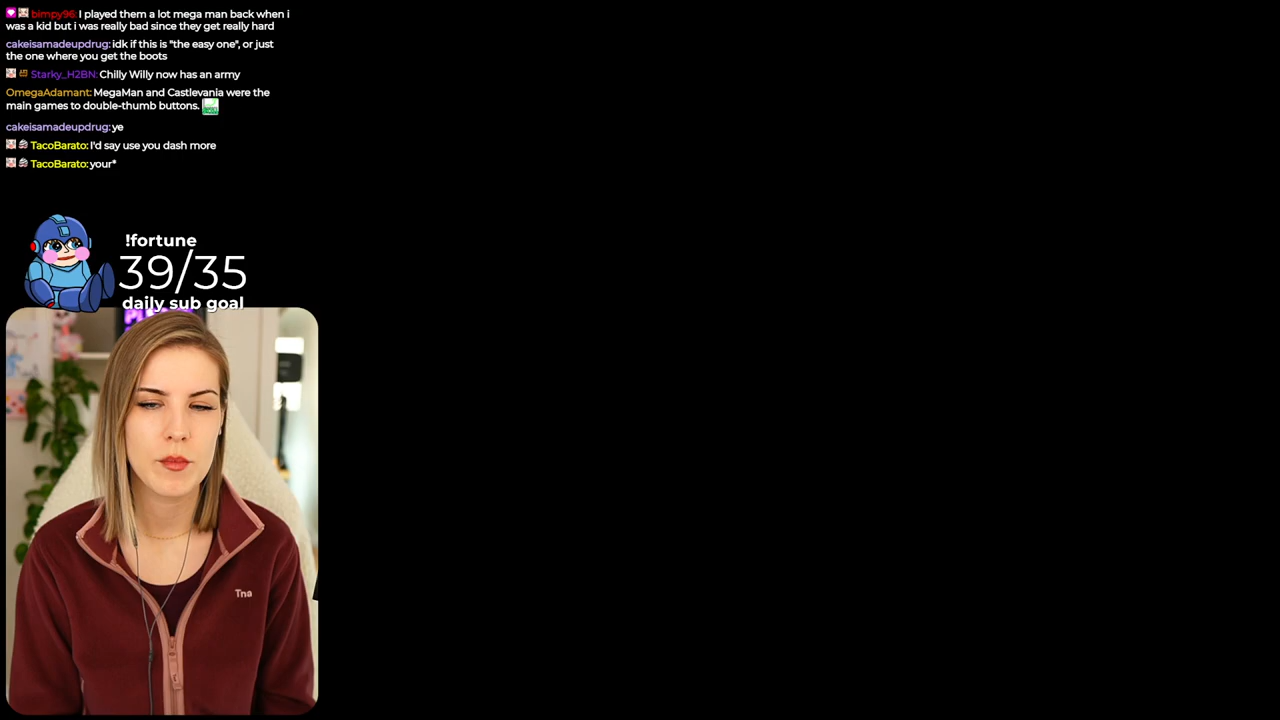 bimpy96: I played them a lot mega man back when i
was a kid but i was really bad since they get really hard
cakeisamadeupdrug: idk if this is "the easy one", or just
the one where you get the boots
Starky_H2BN: Chilly Willy now has an army
OmegaAdamant: MegaMan and Castlevania were the
main games to double-thumb buttons.
cakeisamadeupdrug: ye
TacoBarato: I'd say use you dash more
TacoBarato: your*
!fortune
39/35
daily sub goal
Tna